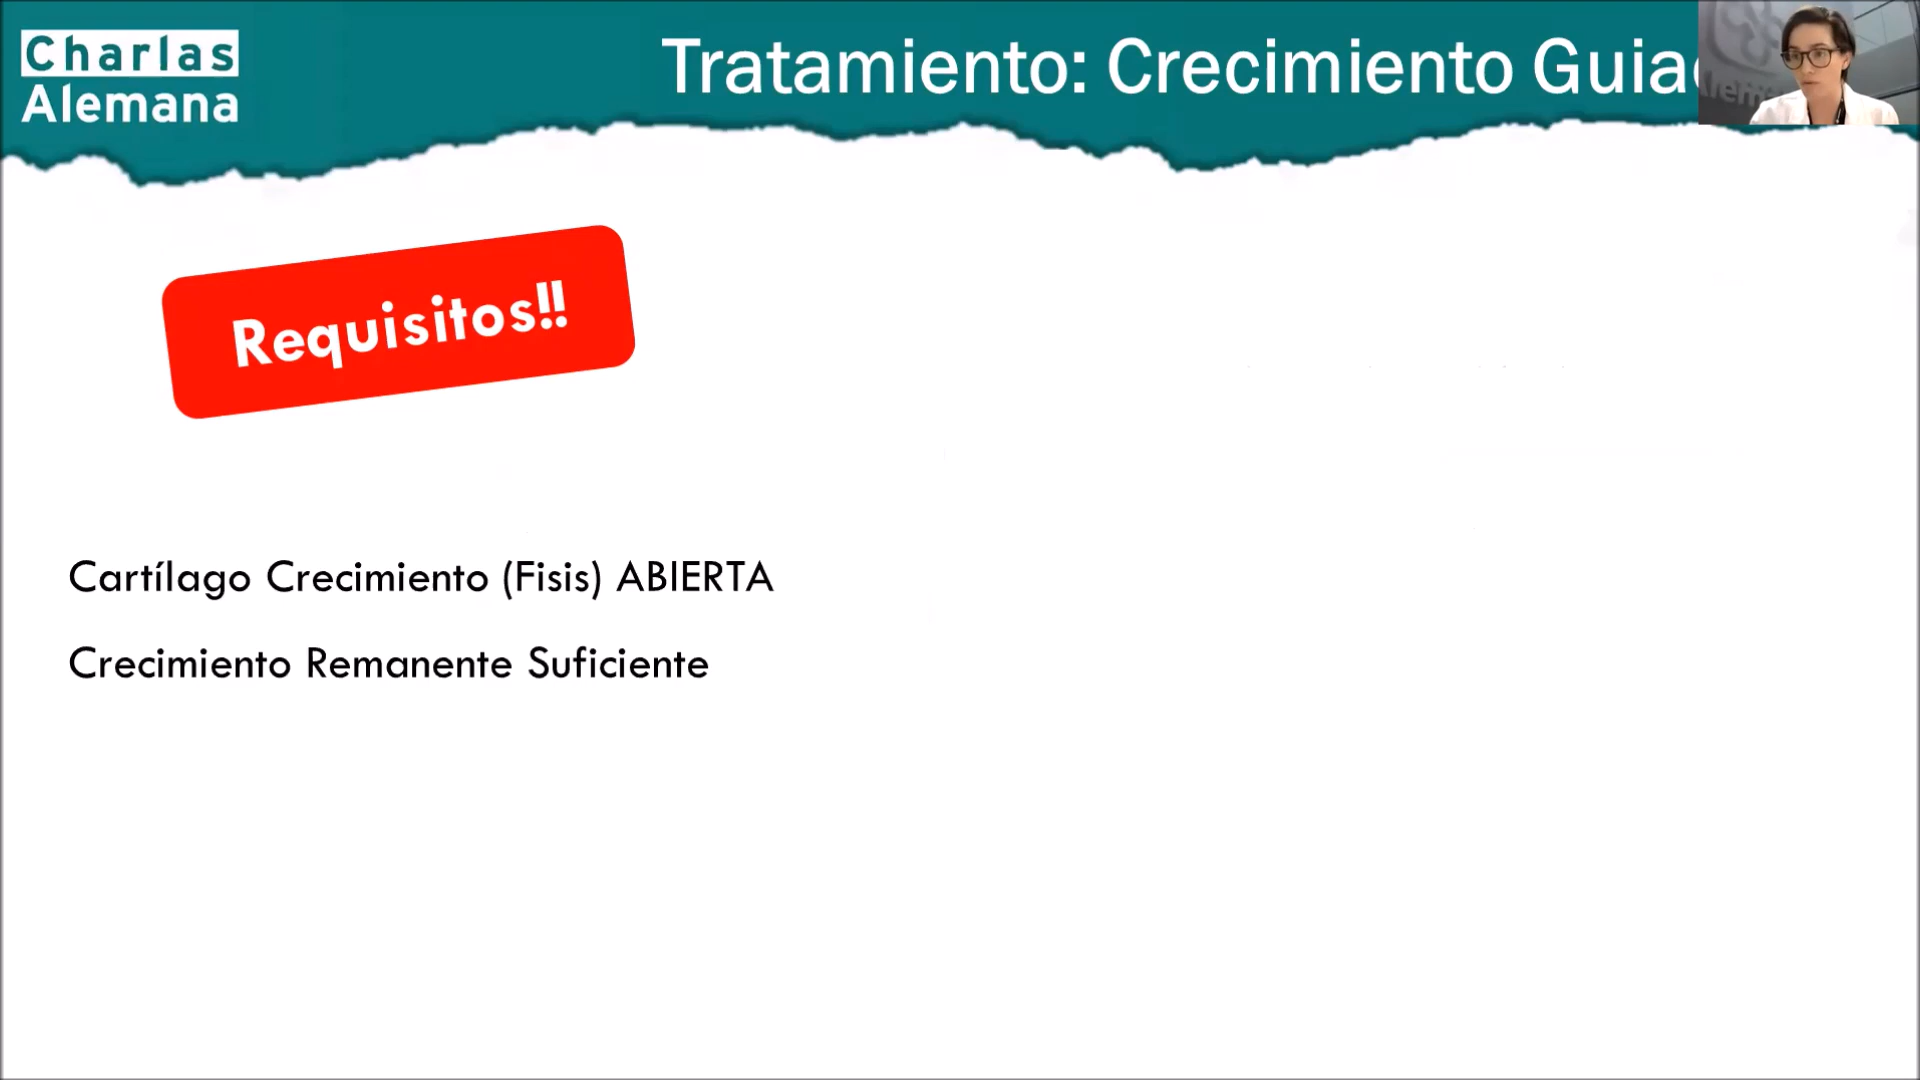 Charlas
Alemana
Tratamiento: Crecimiento Guia
Requisitos!!
Cartílago Crecimiento (Fisis) ABIERTA
Crecimiento Remanente Suficiente